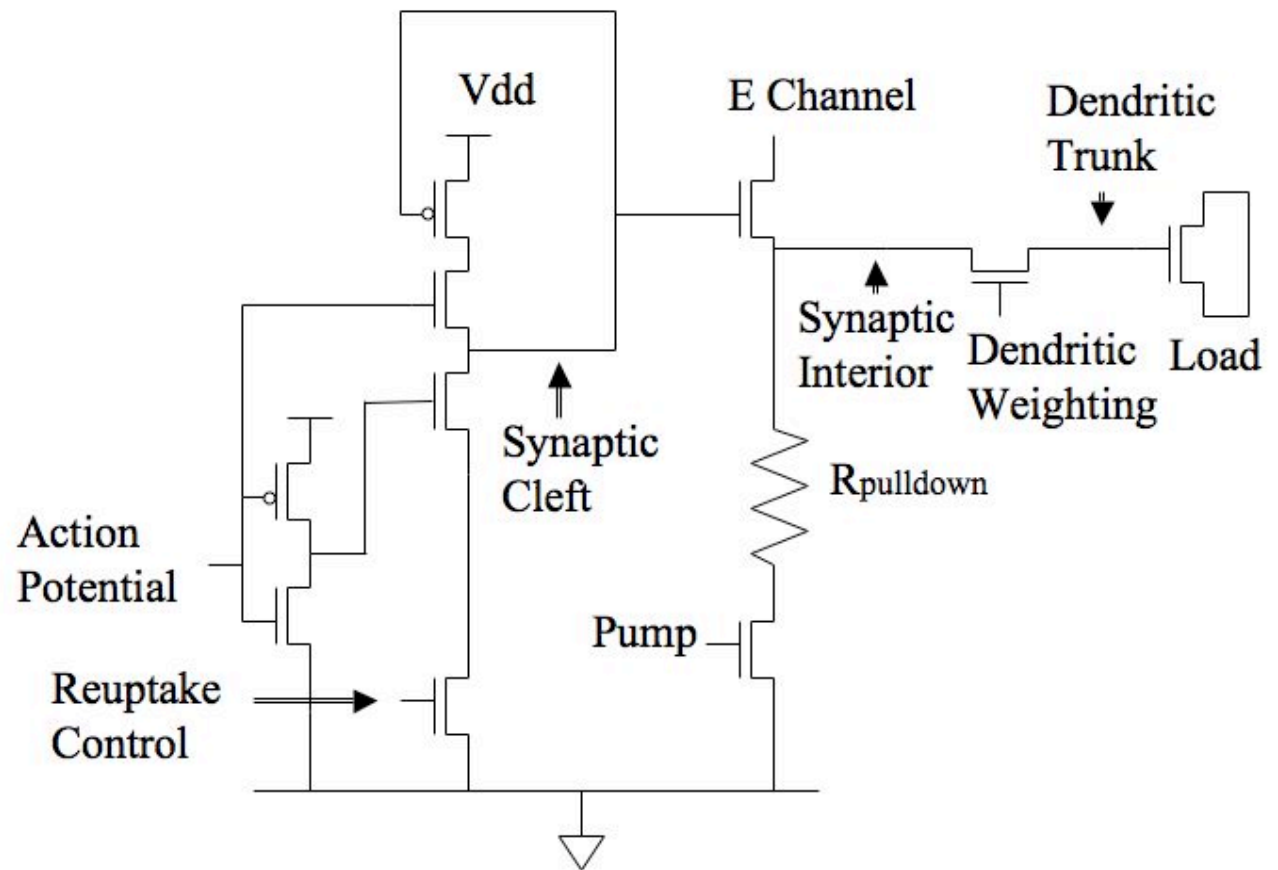 Vdd
E Channel
Dendritic
Trunk
Synaptic
Interior
Dendritic
Weighting
Load
Synaptic
Cleft
Rpulldown
Action
Potential
Pump
Reuptake
Control